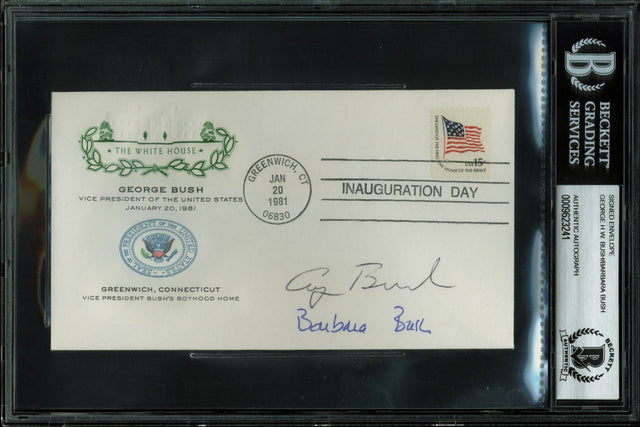 THE WHITE HOUSE
GEORGE BUSH
VICE PRESIDENT OF THE UNITED STATES
JANUARY 20, 1981
GREENWICH, CONNECTICUT
VICE PRESIDENT BUSH'S BOYHOOD HOME
GREENWICH, CT
JAN
20
1981
06830
INAUGURATION DAY
USA 15c
G Bush
Barbara Bush
BECKETT
GRADING
SERVICES
SIGNED ENVELOPE
GEORGE H.W. BUSH/BARBARA BUSH
AUTHENTIC AUTOGRAPH
0009623241
BECKETT
AUTHENTIC